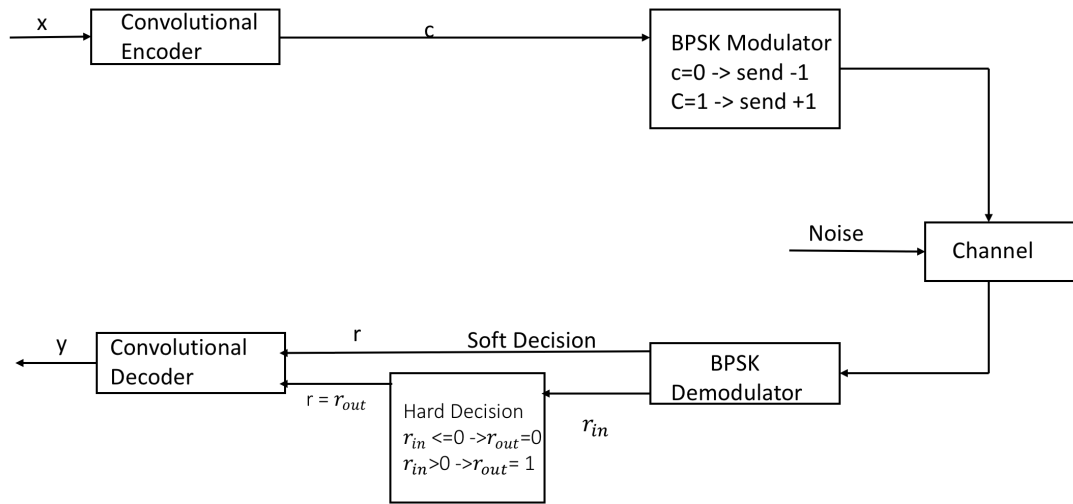 x
Convolutional
Encoder
c
BPSK Modulator
c=0 -> send -1
C=1 -> send +1
Noise
Channel
y
Convolutional
Decoder
r
Soft Decision
BPSK
Demodulator
r = r_out
Hard Decision
r_in <=0 ->r_out=0
r_in>0 ->r_out= 1
r_in